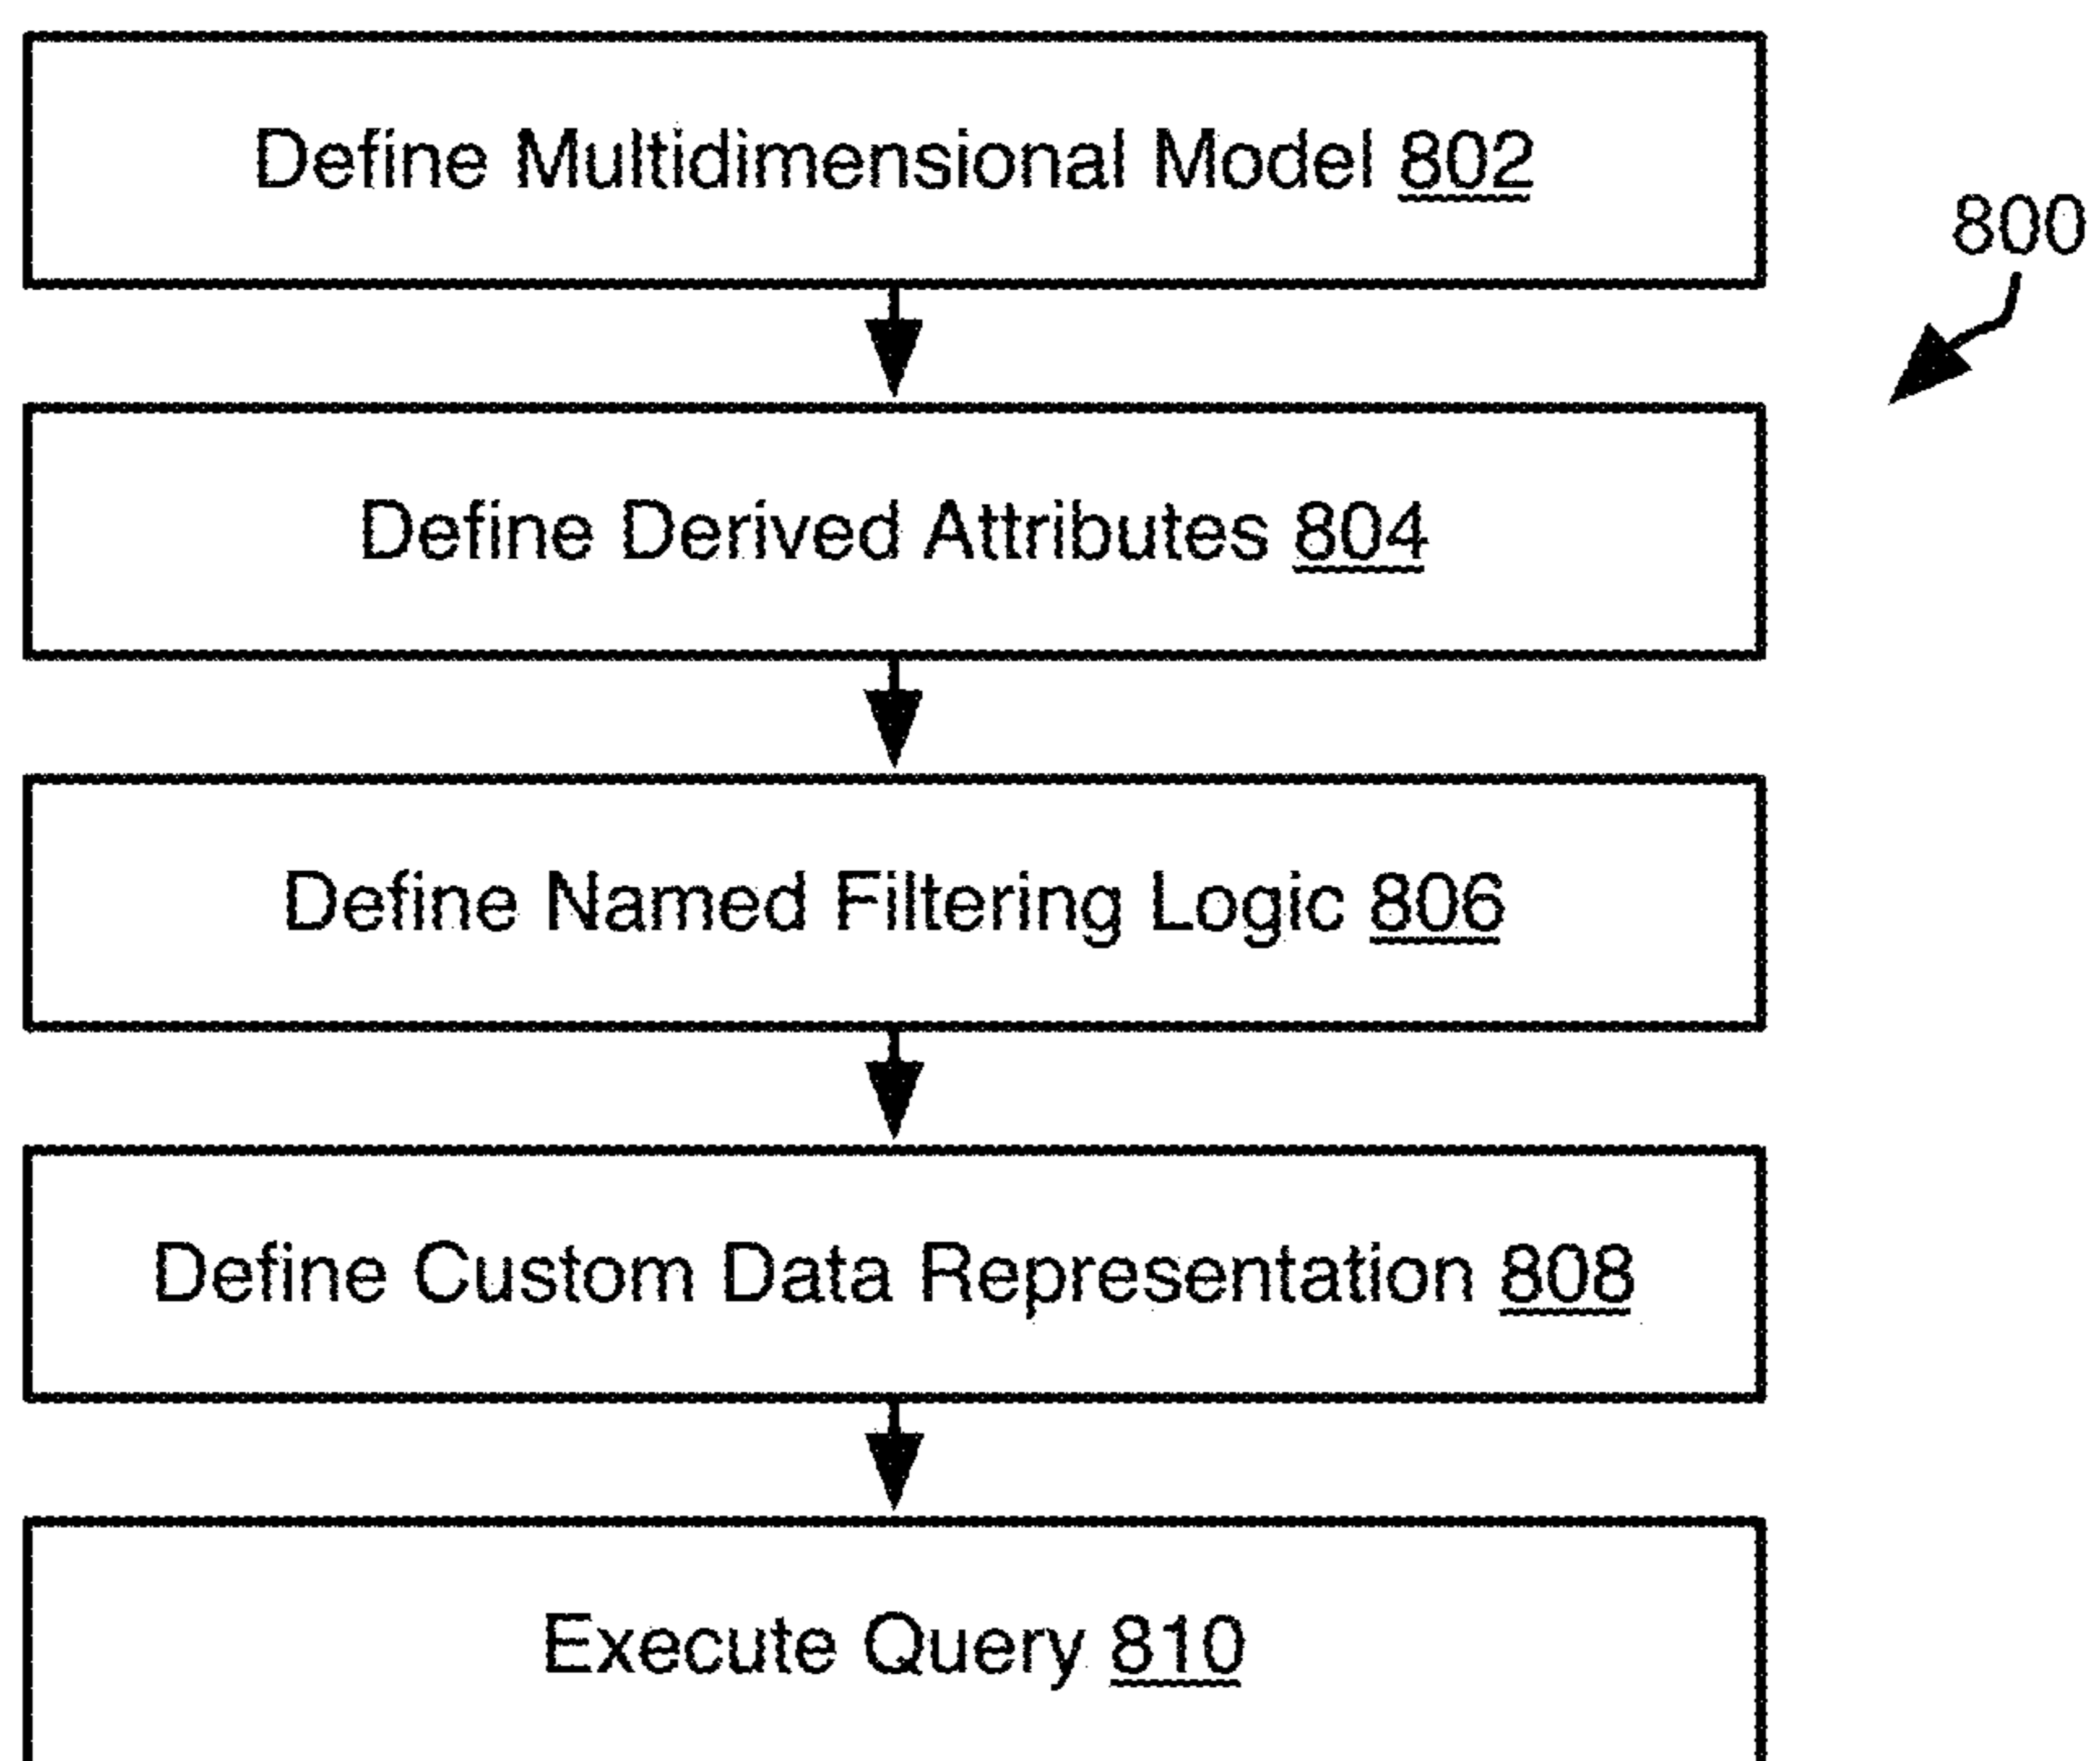 Define Multidimensional Model 802
800
Define Derived Attributes 804
Define Named Filtering Logic 806
Define Custom Data Representation 808
Execute Query 810